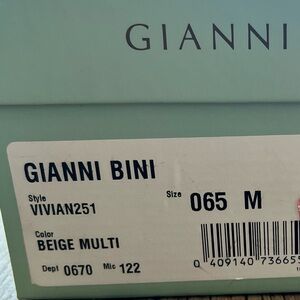 GIANNI
GIANNI BINI
Style
VIVIAN251
Size 065 M
Color
BEIGE MULTI
Dept 0670 Mic 122
0 409140 73665